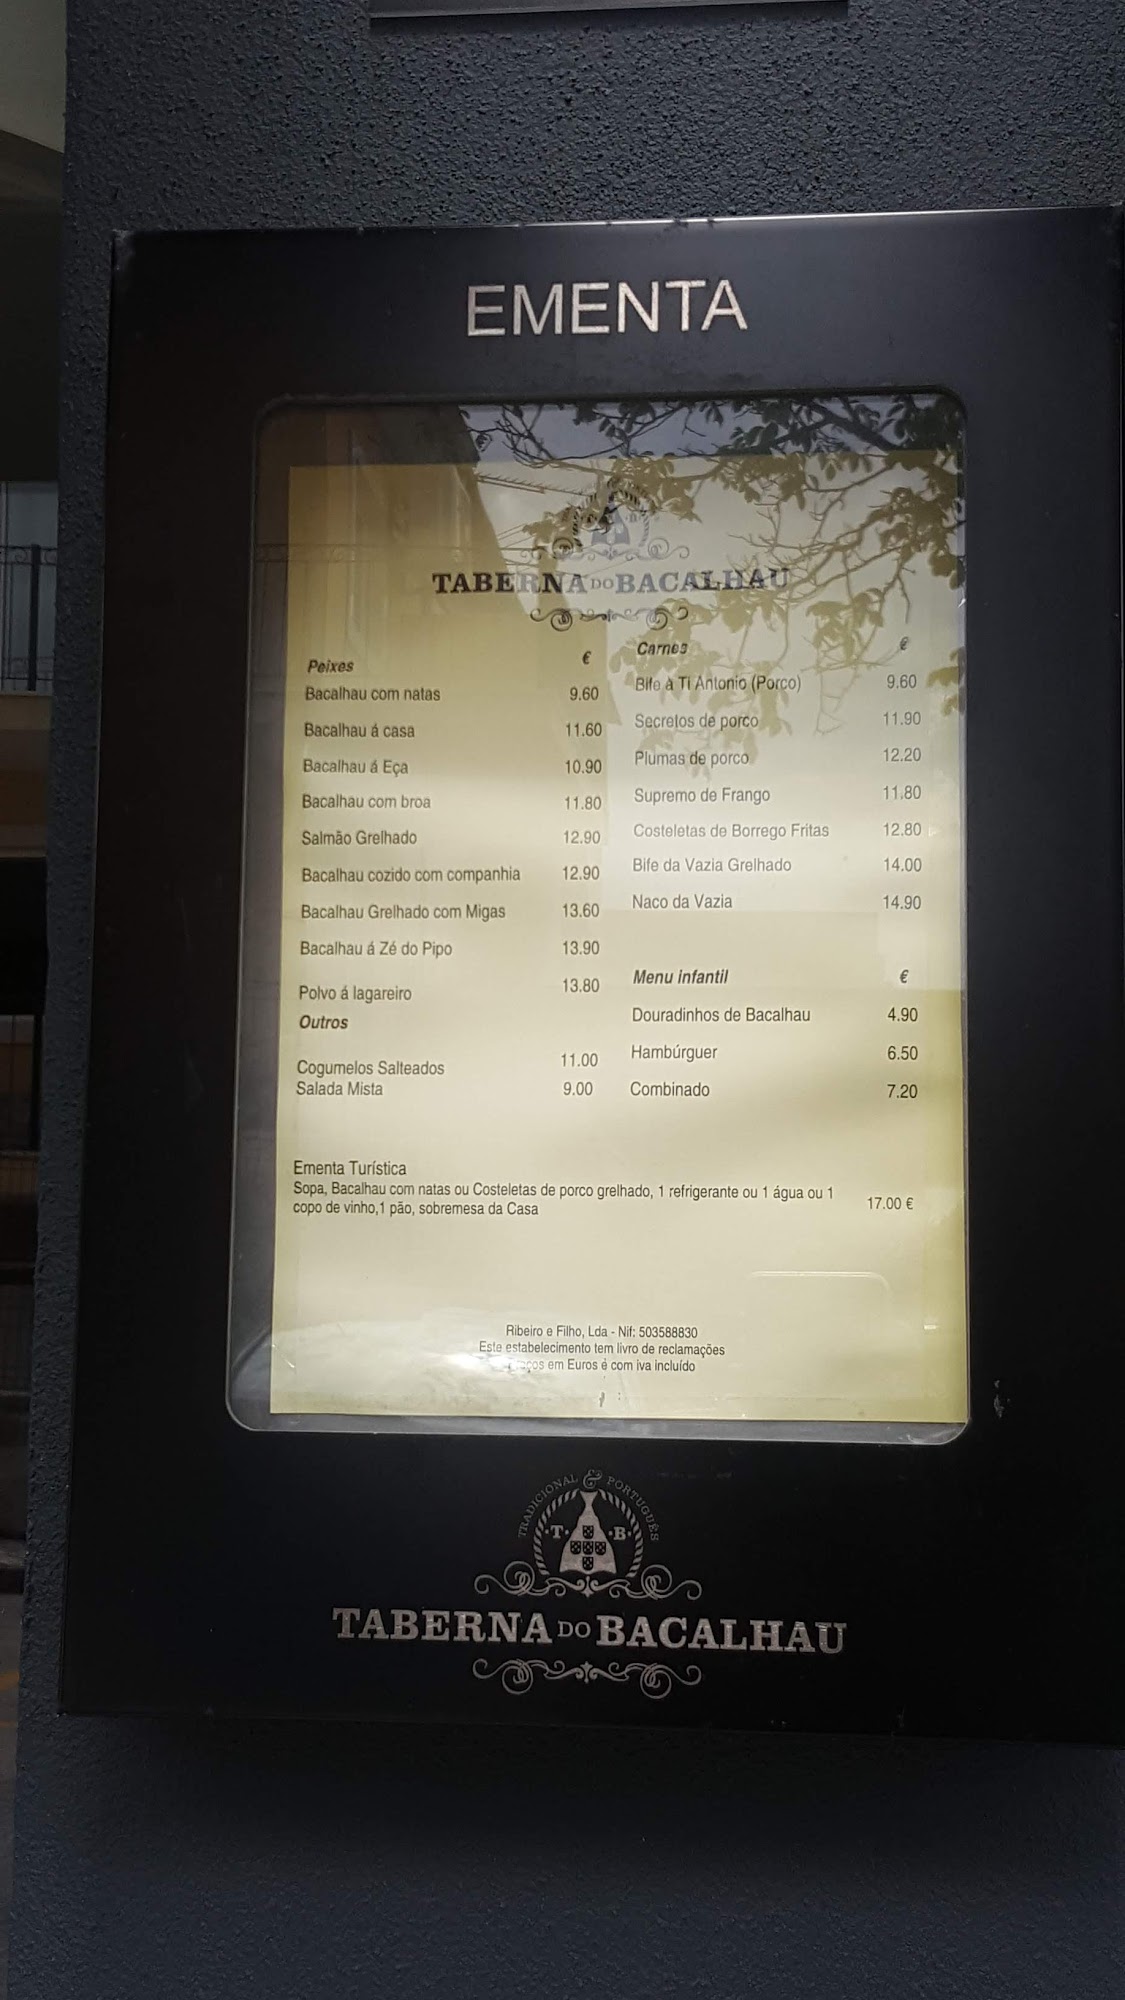 EMENTA
TABERNA DO BACALHAU
Peixes €
Bacalhau com natas 9.60
Bacalhau á casa 11.60
Bacalhau á Eça 10.90
Bacalhau com broa 11.80
Salmão Grelhado 12.90
Bacalhau cozido com companhia 12.90
Bacalhau Grelhado com Migas 13.60
Bacalhau á Zé do Pipo 13.90
Polvo á lagareiro 13.80
Outros
Cogumelos Salteados 11.00
Salada Mista 9.00
Carnes €
Bife à Ti Antonio (Porco) 9.60
Secretos de porco 11.90
Plumas de porco 12.20
Supremo de Frango 11.80
Costeletas de Borrego Fritas 12.80
Bife da Vazia Grelhado 14.00
Naco da Vazia 14.90
Menu infantil €
Douradinhos de Bacalhau 4.90
Hambúrguer 6.50
Combinado 7.20
Ementa Turística
Sopa, Bacalhau com natas ou Costeletas de porco grelhado, 1 refrigerante ou 1 água ou 1
copo de vinho,1 pão, sobremesa da Casa 17.00 €
Ribeiro e Filho, Lda - Nif: 503588830
Este estabelecimento tem livro de reclamações
em Euros e com iva incluído
TRADICIONAL & PORTUGUÊS
T. .B.
TABERNA DO BACALHAU